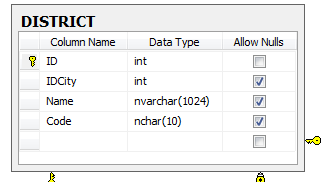 DISTRICT
Column Name Data Type Allow Nulls
ID int
IDCity int
Name nvarchar(1024)
Code nchar(10)